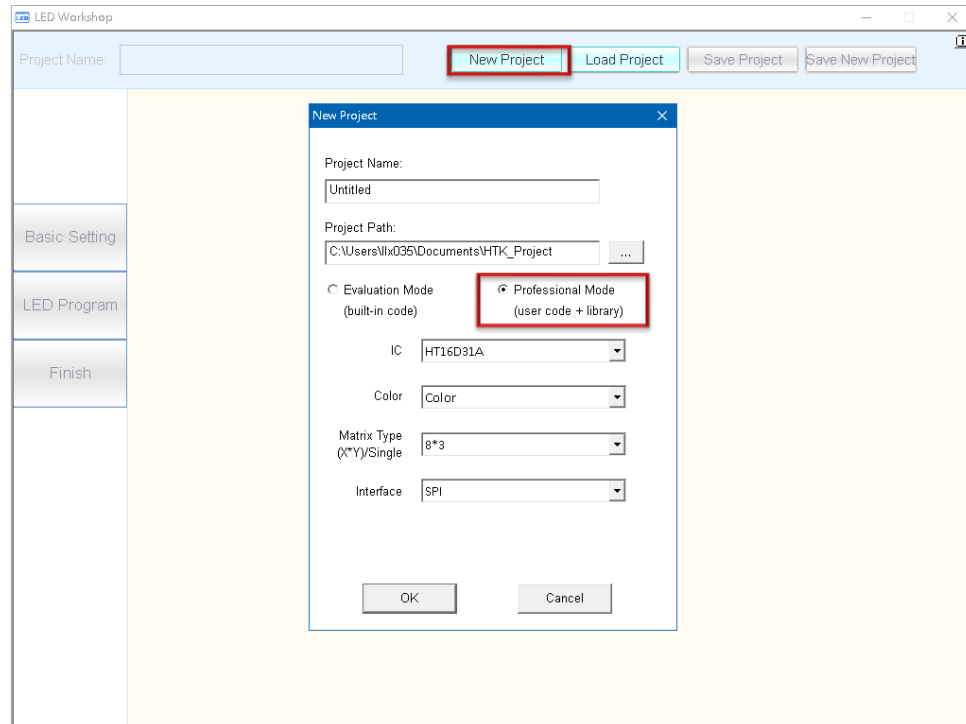 LED Workshop
Project Name:
New Project
Load Project
Save Project
Save New Project
Basic Setting
LED Program
Finish
New Project
Project Name:
Untitled
Project Path:
C:\Users\llx035\Documents\HTK_Project
...
Evaluation Mode
(built-in code)
Professional Mode
(user code + library)
IC
HT16D31A
Color
Color
Matrix Type
(X*Y)/Single
8*3
Interface
SPI
OK
Cancel